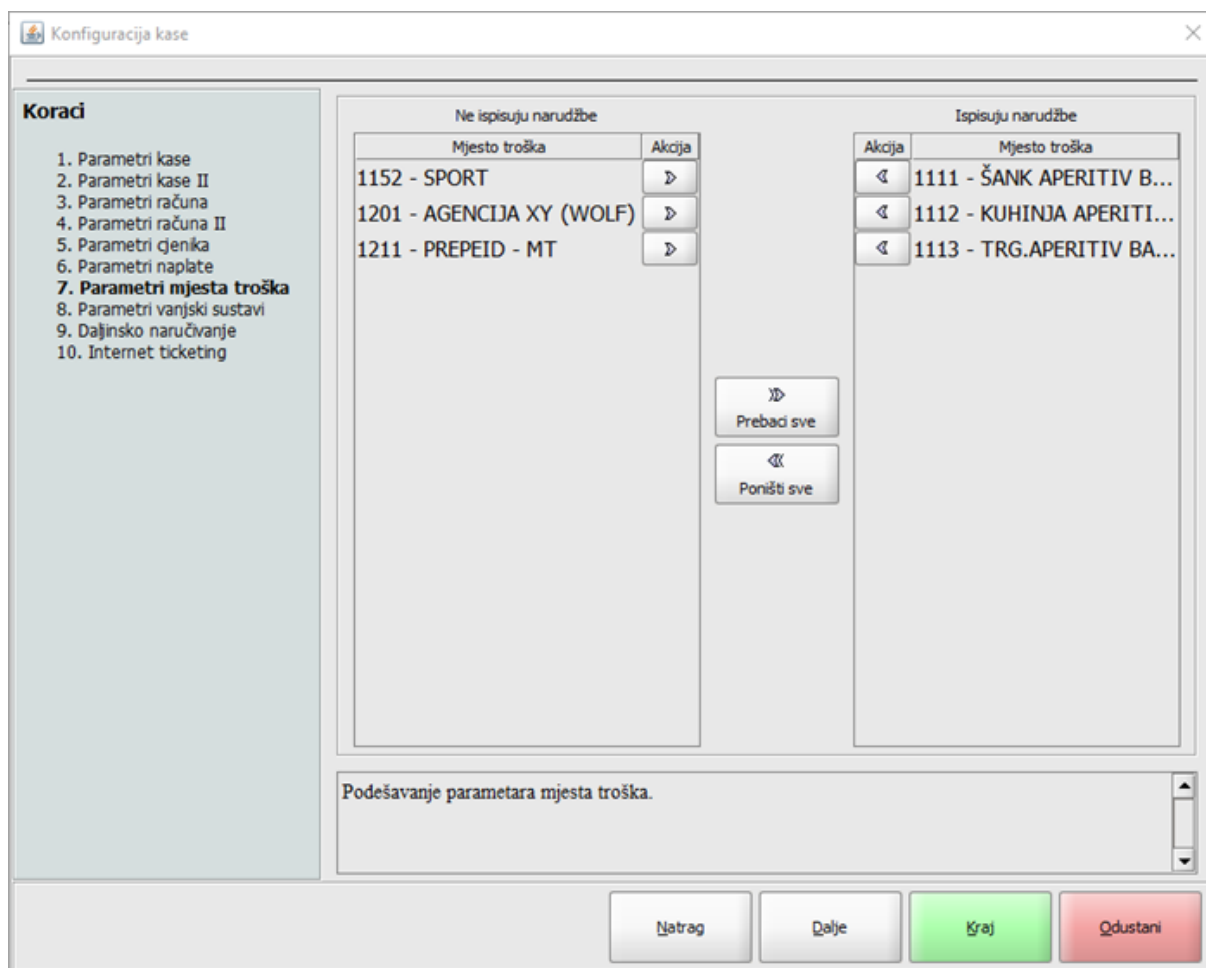 Konfiguracija kase
Koraci
1. Parametri kase
2. Parametri kase II
3. Parametri računa
4. Parametri računa II
5. Parametri cjenika
6. Parametri naplate
7. Parametri mjesta troška
8. Parametri vanjski sustavi
9. Daljinsko naručivanje
10. Internet ticketing
Ne ispisuju narudžbe
Mjesto troška Akcija
1152 - SPORT
1201 - AGENCIJA XY (WOLF)
1211 - PREPEID - MT
Prebaci sve
Poništi sve
Ispisuju narudžbe
Akcija Mjesto troška
1111 - ŠANK APERITIV B...
1112 - KUHINJA APERITI...
1113 - TRG.APERITIV BA...
Podešavanje parametara mjesta troška.
Natrag Dalje Kraj Odustani